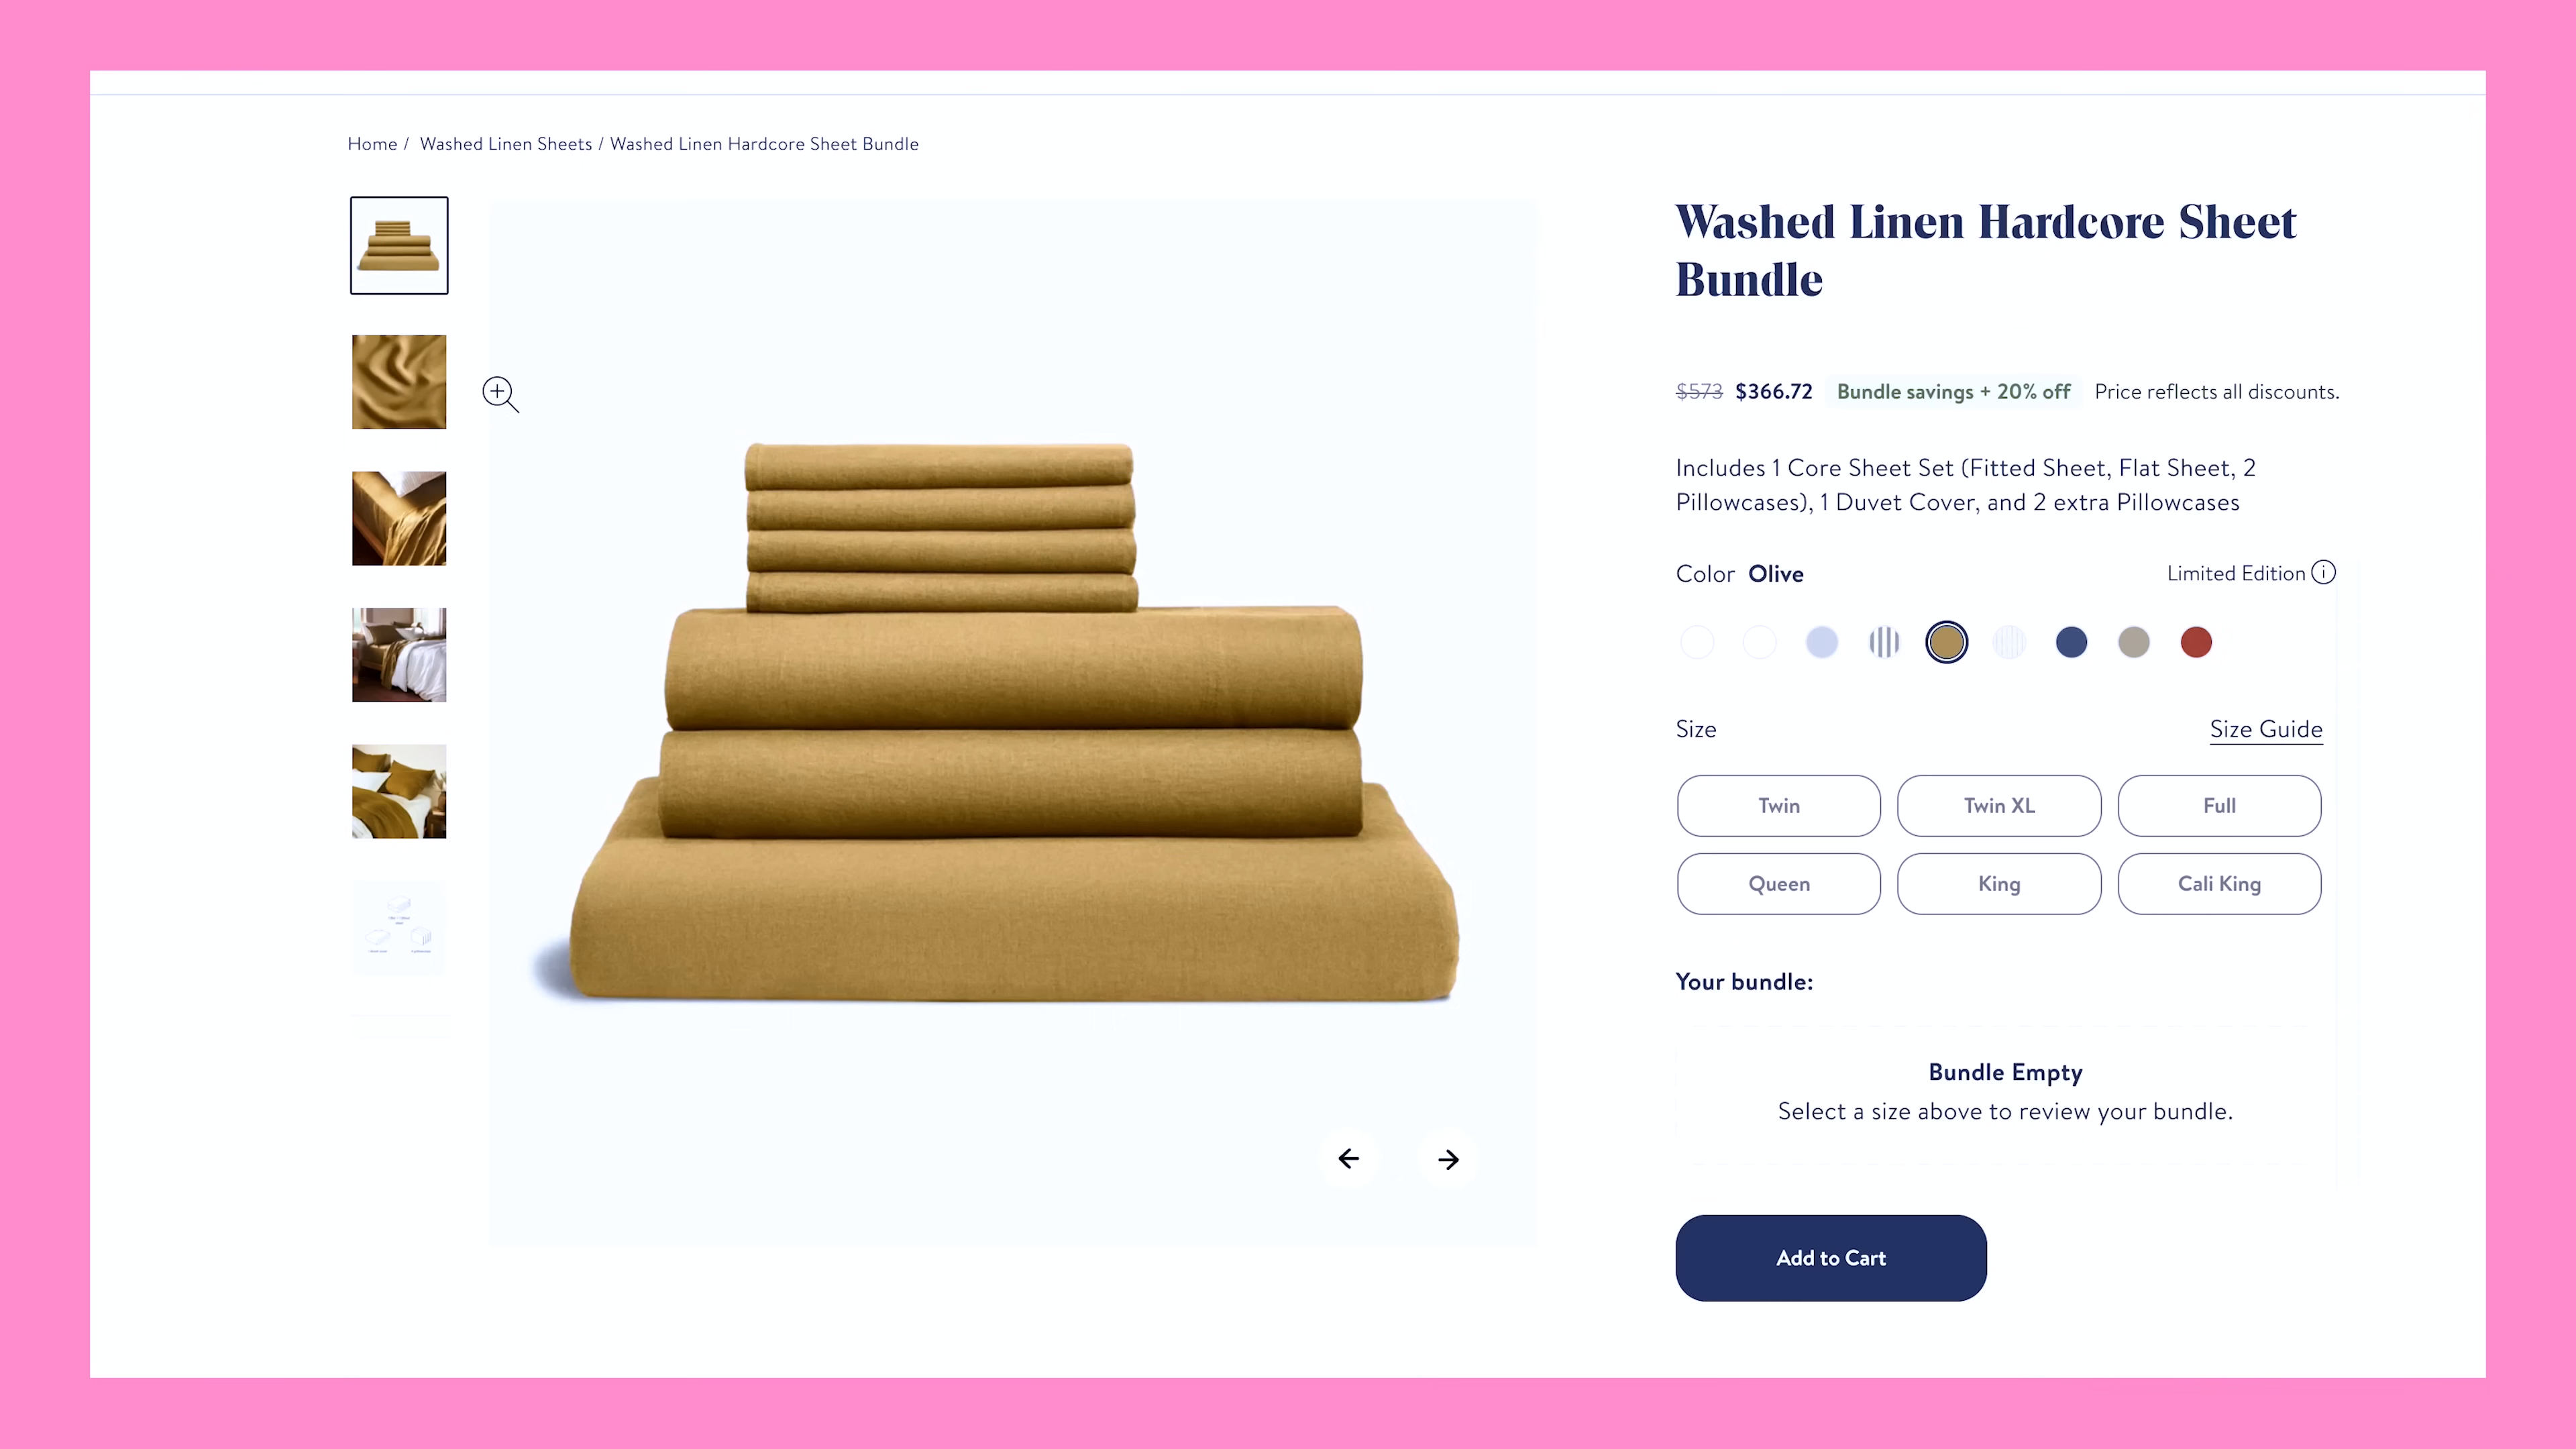 Home / Washed Linen Sheets / Washed Linen Hardcore Sheet Bundle
Washed Linen Hardcore Sheet
Bundle
$573 $366.72 Bundle savings + 20% off Price reflects all discounts.
Includes 1 Core Sheet Set (Fitted Sheet, Flat Sheet, 2
Pillowcases), 1 Duvet Cover, and 2 extra Pillowcases
Color Olive
Limited Edition
Size
Size Guide
Twin
Twin XL
Full
Queen
King
Cali King
Your bundle:
Bundle Empty
Select a size above to review your bundle.
Add to Cart